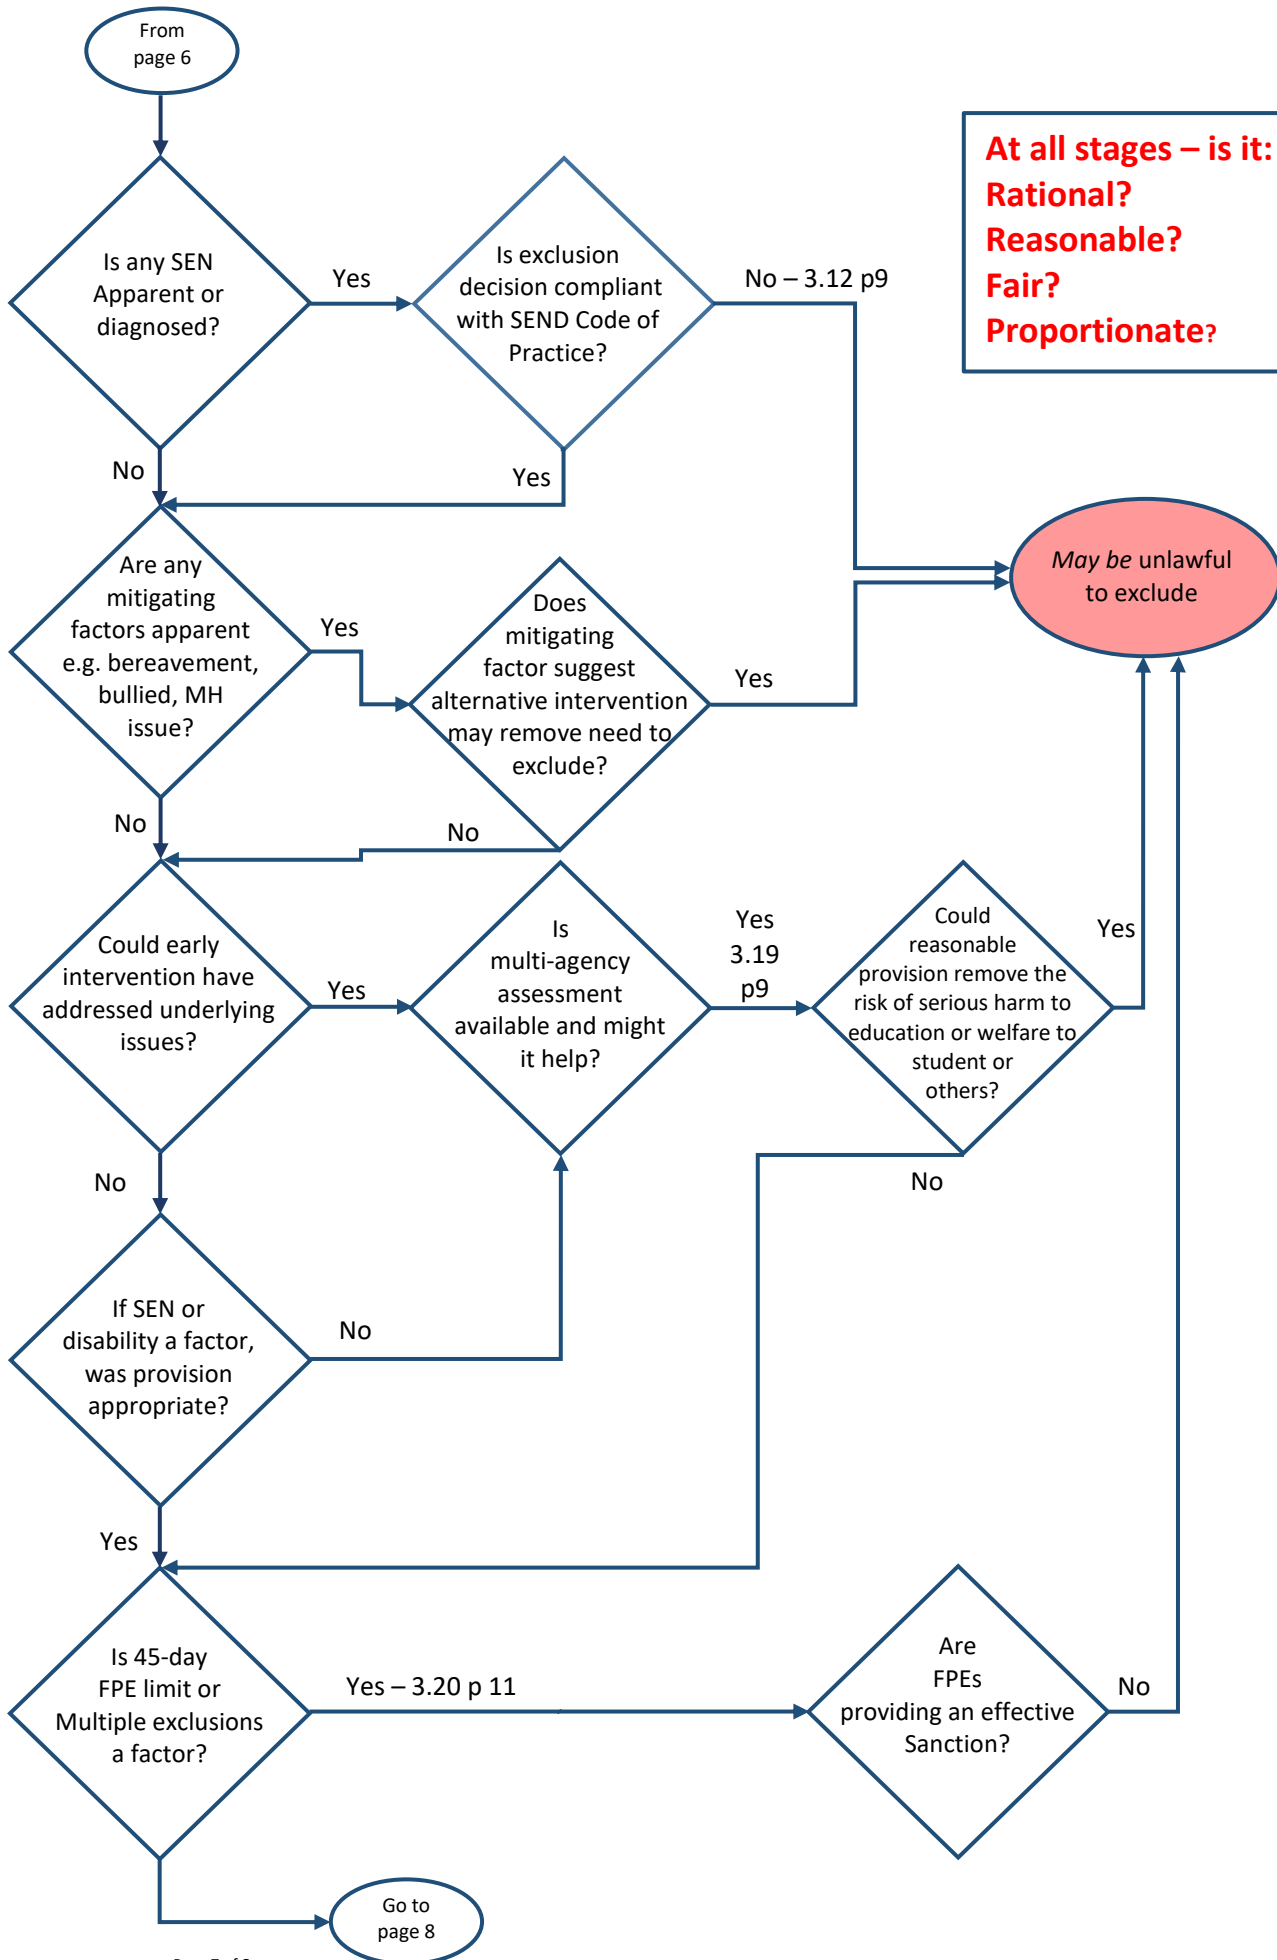 From
page 6
At all stages – is it:
Rational?
Reasonable?
Fair?
Proportionate?
Is any SEN
Apparent or
diagnosed?
Yes
Is exclusion
decision compliant
with SEND Code of
Practice?
No – 3.12 p9
No
Yes
May be unlawful
to exclude
Are any
mitigating
factors apparent
e.g. bereavement,
bullied, MH
issue?
Yes
Does
mitigating
factor suggest
alternative intervention
may remove need to
exclude?
Yes
No
No
Could early
intervention have
addressed underlying
issues?
Yes
Is
multi-agency
assessment
available and might
it help?
Yes
3.19
p9
Could
reasonable
provision remove the
risk of serious harm to
education or welfare to
student or
others?
Yes
No
No
If SEN or
disability a factor,
was provision
appropriate?
No
Yes
Is 45-day
FPE limit or
Multiple exclusions
a factor?
Yes – 3.20 p 11
Are
FPEs
providing an effective
Sanction?
No
Go to
page 8